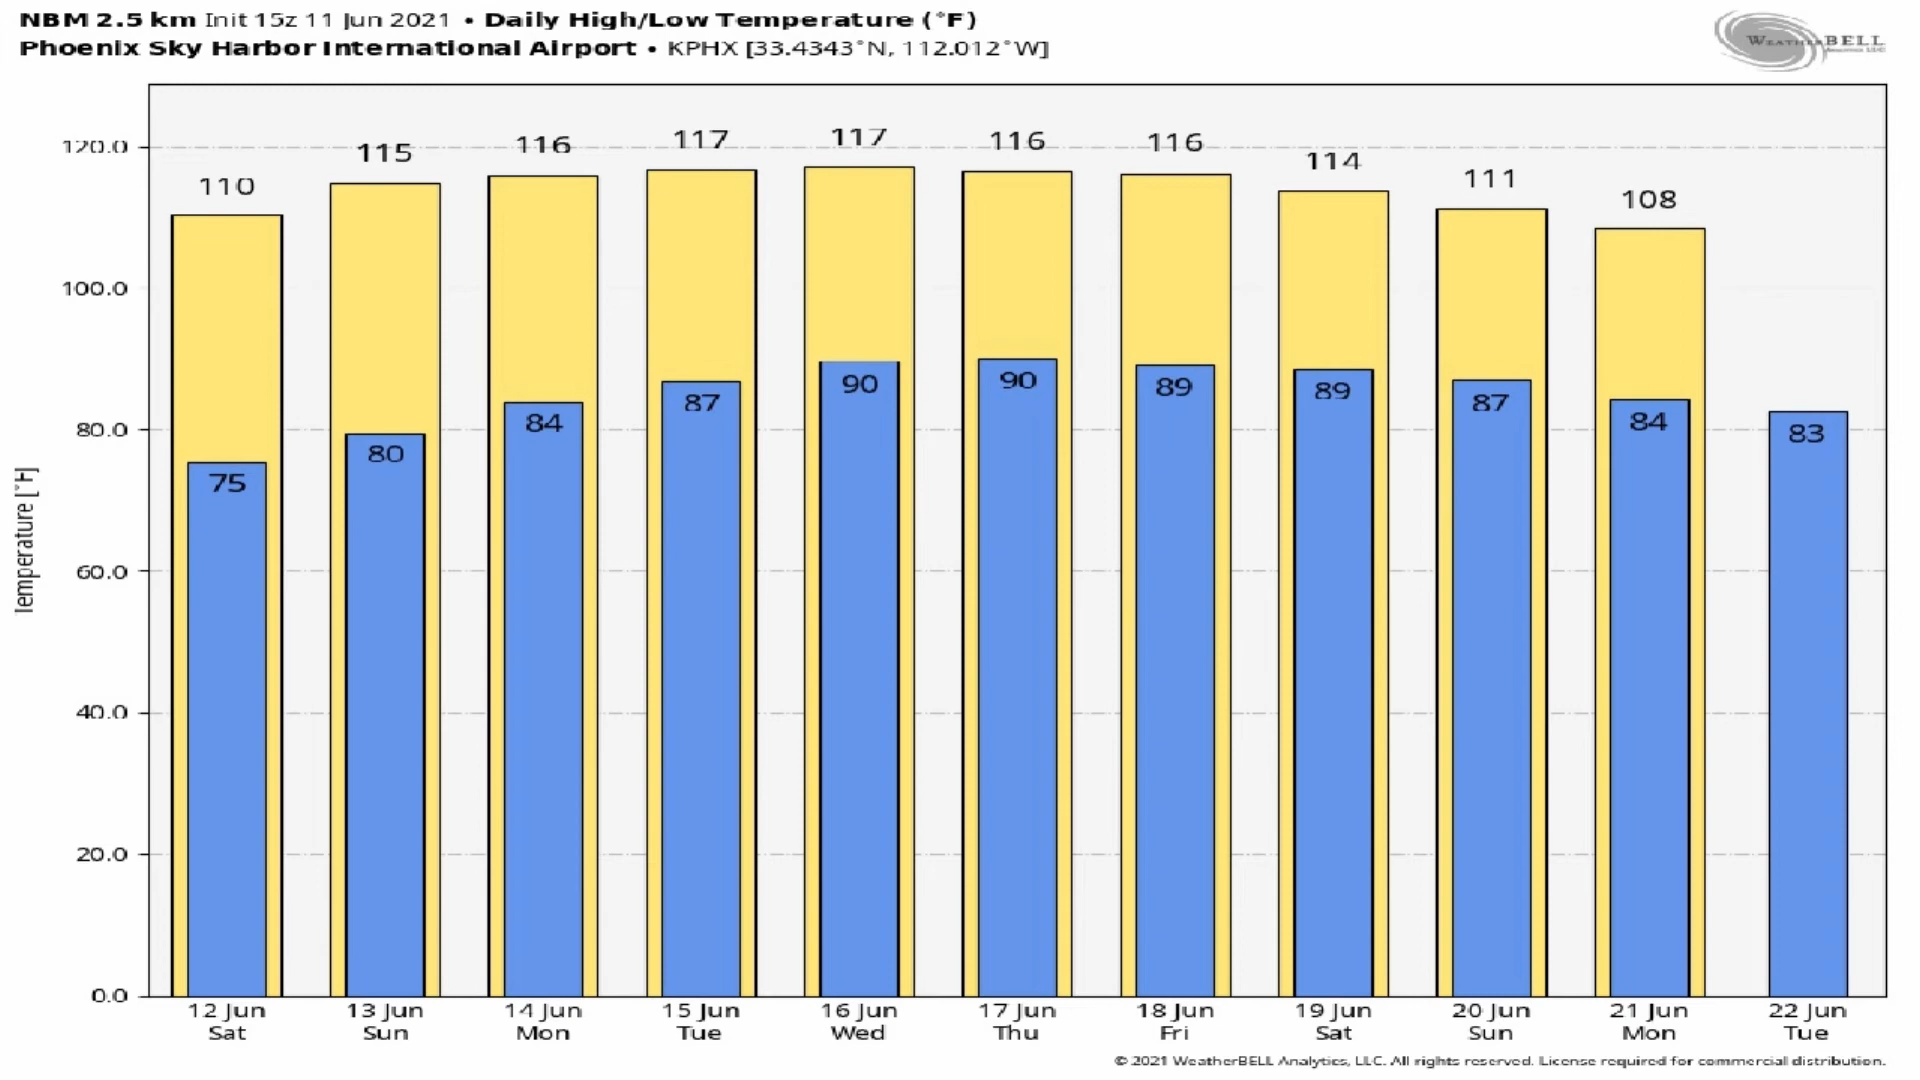 NBM 2.5 km Init 15z 11 Jun 2021 • Daily High/Low Temperature (°F)
Phoenix Sky Harbor International Airport • KPHX [33.4343°N, 112.012°W]
WEATHERBELL
120.0
100.0
80.0
60.0
40.0
20.0
0.0
Temperature [°F]
110 115 116 117 117 116 116 114 111 108
75 80 84 87 90 90 89 89 87 84 83
12 Jun 13 Jun 14 Jun 15 Jun 16 Jun 17 Jun 18 Jun 19 Jun 20 Jun 21 Jun 22 Jun
Sat Sun Mon Tue Wed Thu Fri Sat Sun Mon Tue
© 2021 WeatherBELL Analytics, LLC. All rights reserved. License required for commercial distribution.